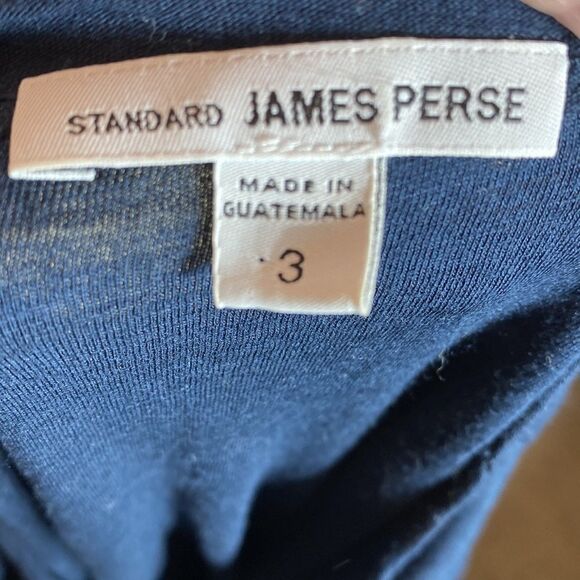 STANDARD JAMES PERSE
MADE IN
GUATEMALA
3